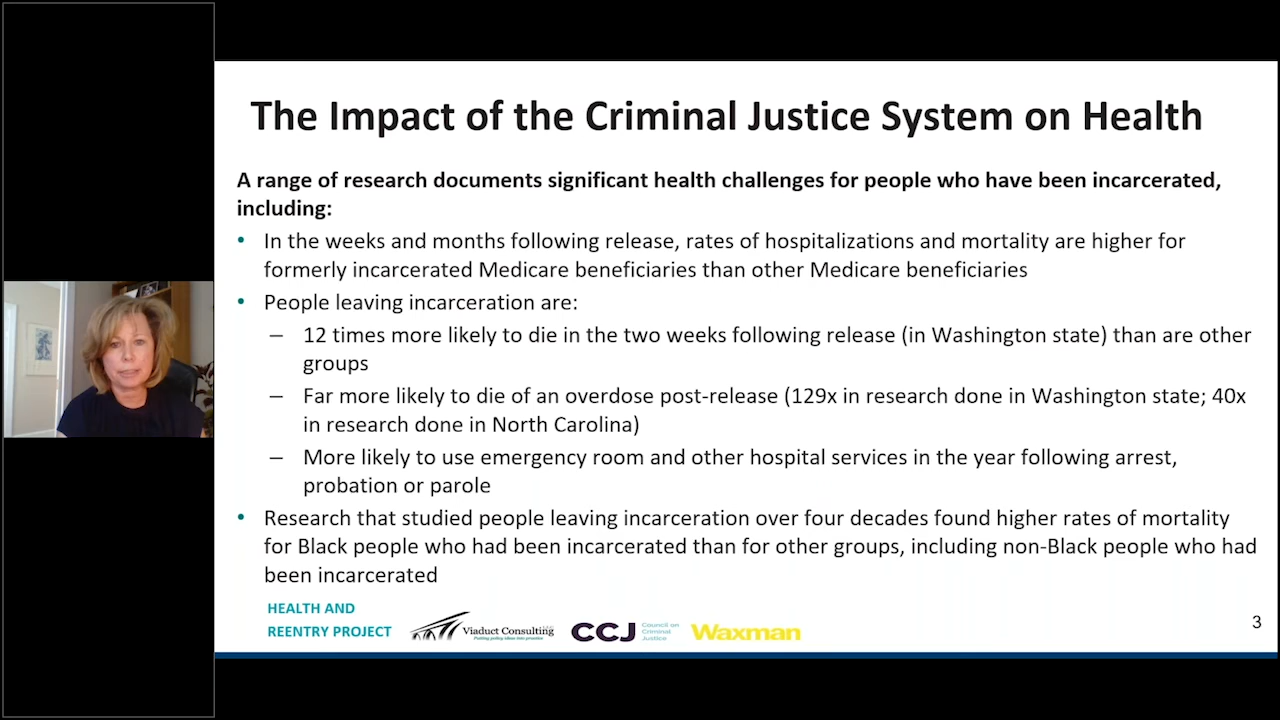 The Impact of the Criminal Justice System on Health
A range of research documents significant health challenges for people who have been incarcerated,
including:
• In the weeks and months following release, rates of hospitalizations and mortality are higher for
formerly incarcerated Medicare beneficiaries than other Medicare beneficiaries
• People leaving incarceration are:
– 12 times more likely to die in the two weeks following release (in Washington state) than are other
groups
– Far more likely to die of an overdose post-release (129x in research done in Washington state; 40x
in research done in North Carolina)
– More likely to use emergency room and other hospital services in the year following arrest,
probation or parole
• Research that studied people leaving incarceration over four decades found higher rates of mortality
for Black people who had been incarcerated than for other groups, including non-Black people who had
been incarcerated
HEALTH AND
REENTRY PROJECT
Viaduct Consulting
Putting policy ideas into practice
CCJ
Council on
Criminal
Justice
Waxman
3